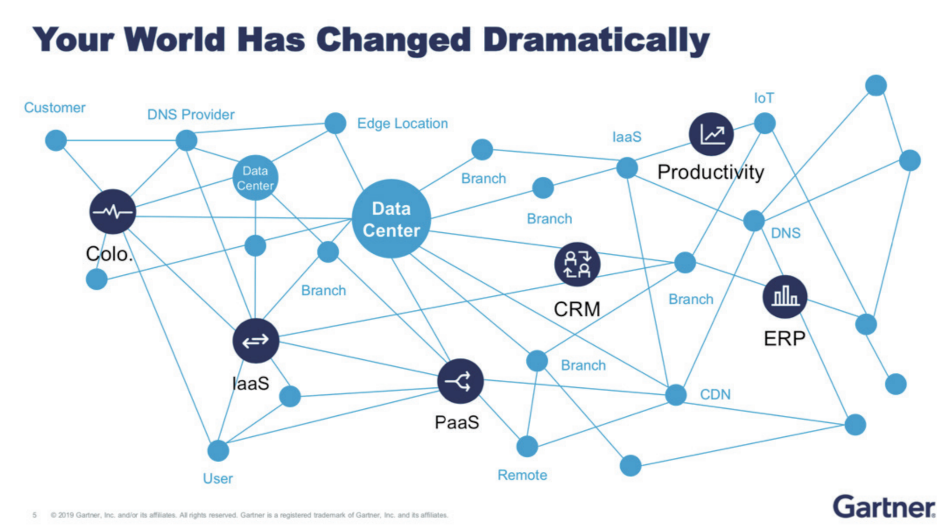 Your World Has Changed Dramatically
Customer
DNS Provider
Edge Location
IoT
IaaS
Productivity
Data
Center
Branch
Data
Center
Branch
DNS
Colo.
Branch
CRM
Branch
ERP
IaaS
Branch
CDN
PaaS
User
Remote
5 © 2019 Gartner, Inc. and/or its affiliates. All rights reserved. Gartner is a registered trademark of Gartner, Inc. and its affiliates.
Gartner